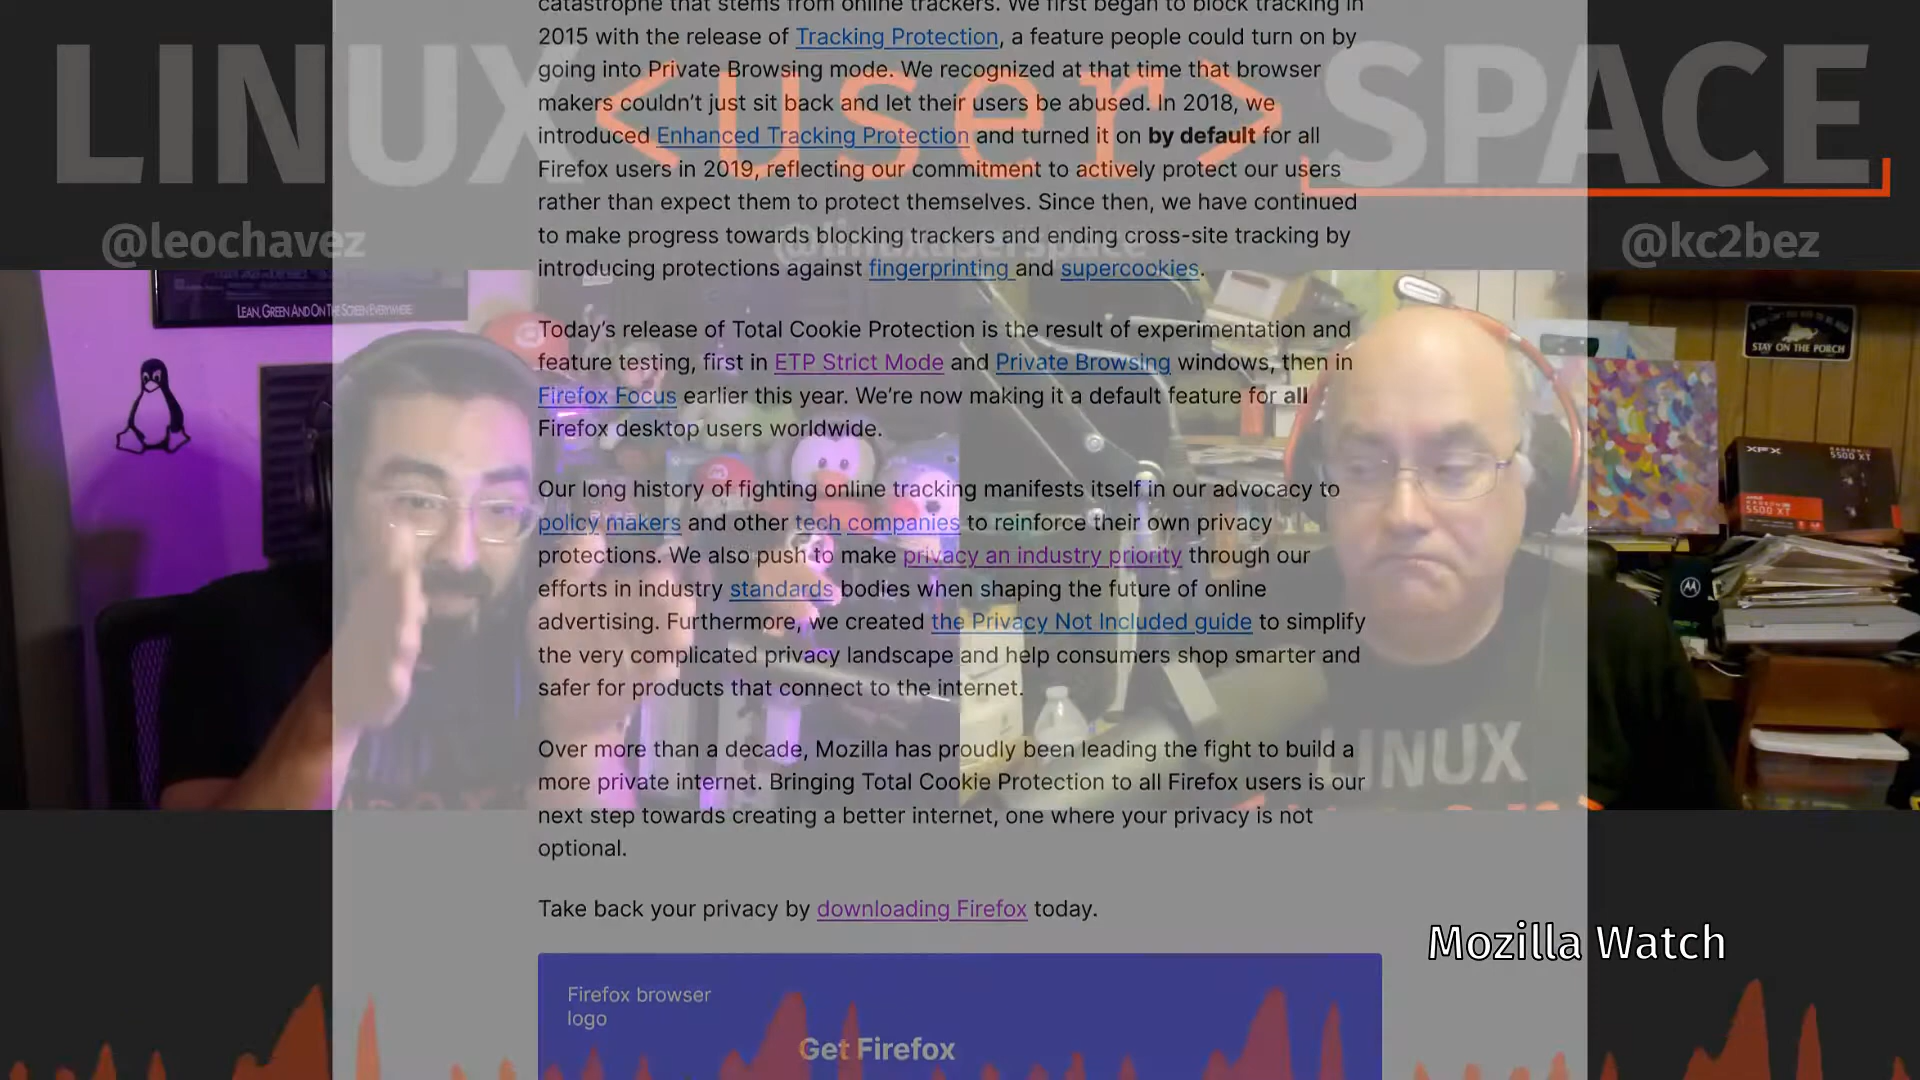 catastrophe that stems from online trackers. We first began to block tracking in
2015 with the release of Tracking Protection, a feature people could turn on by
going into Private Browsing mode. We recognized at that time that browser
makers couldn't just sit back and let their users be abused. In 2018, we
introduced Enhanced Tracking Protection and turned it on by default for all
Firefox users in 2019, reflecting our commitment to actively protect our users
rather than expect them to protect themselves. Since then, we have continued
to make progress towards blocking trackers and ending cross-site tracking by
introducing protections against fingerprinting and supercookies.
Today's release of Total Cookie Protection is the result of experimentation and
feature testing, first in ETP Strict Mode and Private Browsing windows, then in
Firefox Focus earlier this year. We're now making it a default feature for all
Firefox desktop users worldwide.
Our long history of fighting online tracking manifests itself in our advocacy to
policy makers and other tech companies to reinforce their own privacy
protections. We also push to make privacy an industry priority through our
efforts in industry standards bodies when shaping the future of online
advertising. Furthermore, we created the Privacy Not Included guide to simplify
the very complicated privacy landscape and help consumers shop smarter and
safer for products that connect to the internet.
Over more than a decade, Mozilla has proudly been leading the fight to build a
more private internet. Bringing Total Cookie Protection to all Firefox users is our
next step towards creating a better internet, one where your privacy is not
optional.
Take back your privacy by downloading Firefox today.
Firefox browser
logo
Get Firefox
LINUX <user> SPACE
@leochavez
@kc2bez
LEAN, GREEN AND ON THE SCREEN EVERYWHERE
STAY ON THE PORCH
XFX
5500 XT
5500 XT
LINUX
Mozilla Watch